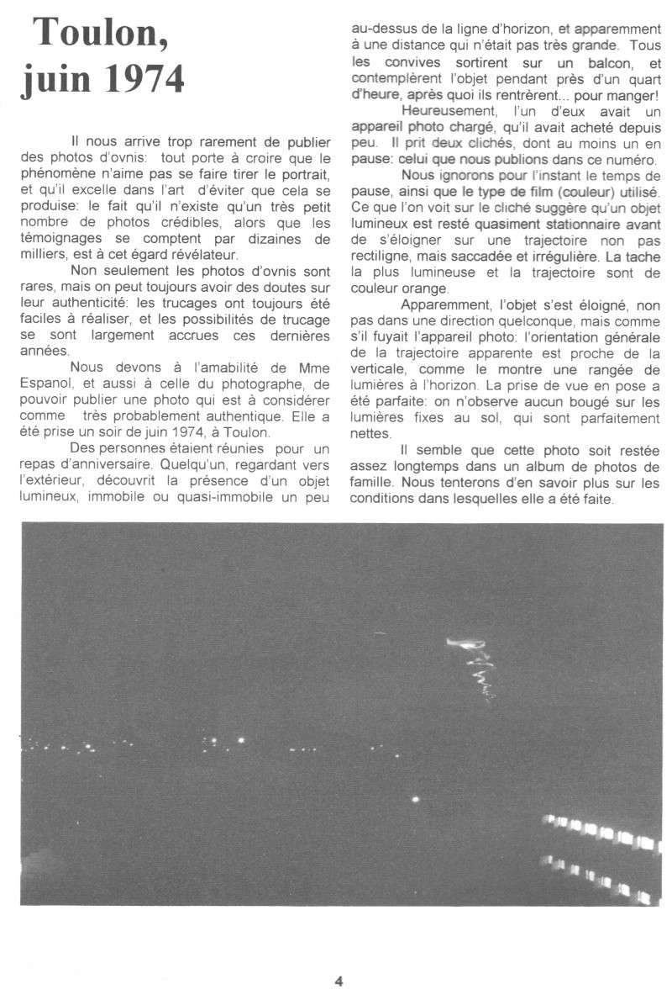 Toulon,
juin 1974
Il nous arrive trop rarement de publier
des photos d'ovnis: tout porte à croire que le
phénomène n'aime pas se faire tirer le portrait,
et qu'il excelle dans l'art d'éviter que cela se
produise: le fait qu'il n'existe qu'un très petit
nombre de photos crédibles, alors que les
témoignages se comptent par dizaines de
milliers, est à cet égard révélateur.
Non seulement les photos d'ovnis sont
rares, mais on peut toujours avoir des doutes sur
leur authenticité: les trucages ont toujours été
faciles à réaliser, et les possibilités de trucage
se sont largement accrues ces dernières
années.
Nous devons à l'amabilité de Mme
Espanol, et aussi à celle du photographe, de
pouvoir publier une photo qui est à considérer
comme très probablement authentique. Elle a
été prise un soir de juin 1974, à Toulon.
Des personnes étaient réunies pour un
repas d'anniversaire. Quelqu'un, regardant vers
l'extérieur, découvrit la présence d'un objet
lumineux, immobile ou quasi-immobile un peu
au-dessus de la ligne d'horizon, et apparemment
à une distance qui n'était pas très grande. Tous
les convives sortirent sur un balcon, et
contemplèrent l'objet pendant près d'un quart
d'heure, après quoi ils rentrèrent... pour manger!
Heureusement, l'un d'eux avait un
appareil photo chargé, qu'il avait acheté depuis
peu. Il prit deux clichés, dont au moins un en
pause: celui que nous publions dans ce numéro.
Nous ignorons pour l'instant le temps de
pause, ainsi que le type de film (couleur) utilisé.
Ce que l'on voit sur le cliché suggère qu'un objet
lumineux est resté quasiment stationnaire avant
de s'éloigner sur une trajectoire non pas
rectiligne, mais saccadée et irrégulière. La tache
la plus lumineuse et la trajectoire sont de
couleur orange.
Apparemment, l'objet s'est éloigné, non
pas dans une direction quelconque, mais comme
s'il fuyait l'appareil photo: l'orientation générale
de la trajectoire apparente est proche de la
verticale, comme le montre une rangée de
lumières à l'horizon. La prise de vue en pose a
été parfaite: on n'observe aucun bougé sur les
lumières fixes au sol, qui sont parfaitement
nettes.
Il semble que cette photo soit restée
assez longtemps dans un album de photos de
famille. Nous tenterons d'en savoir plus sur les
conditions dans lesquelles elle a été faite.
4